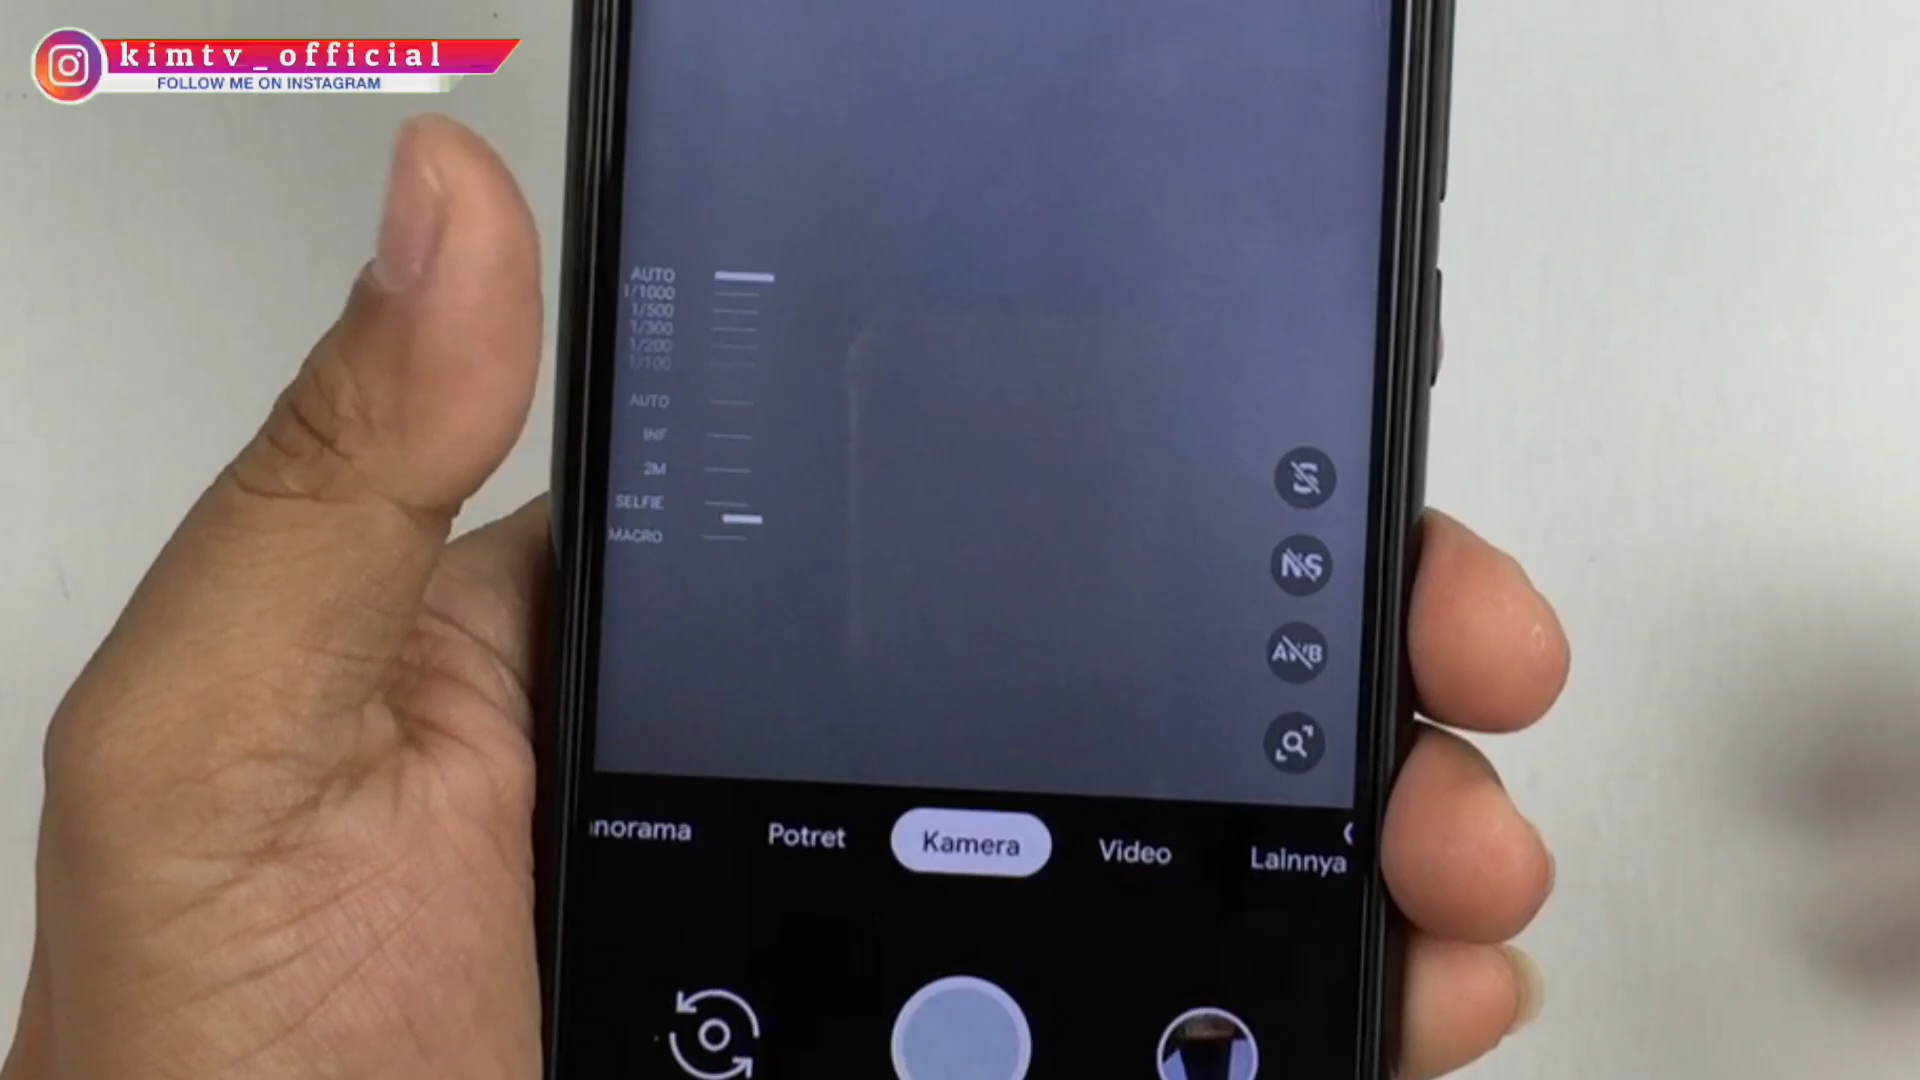 kimtv_official
FOLLOW ME ON INSTAGRAM
AUTO
1/1000
1/500
1/300
1/200
1/100
AUTO
INF
2M
SELFIE
MACRO
S
NS
AWB
norama Potret Kamera Video Lainnya